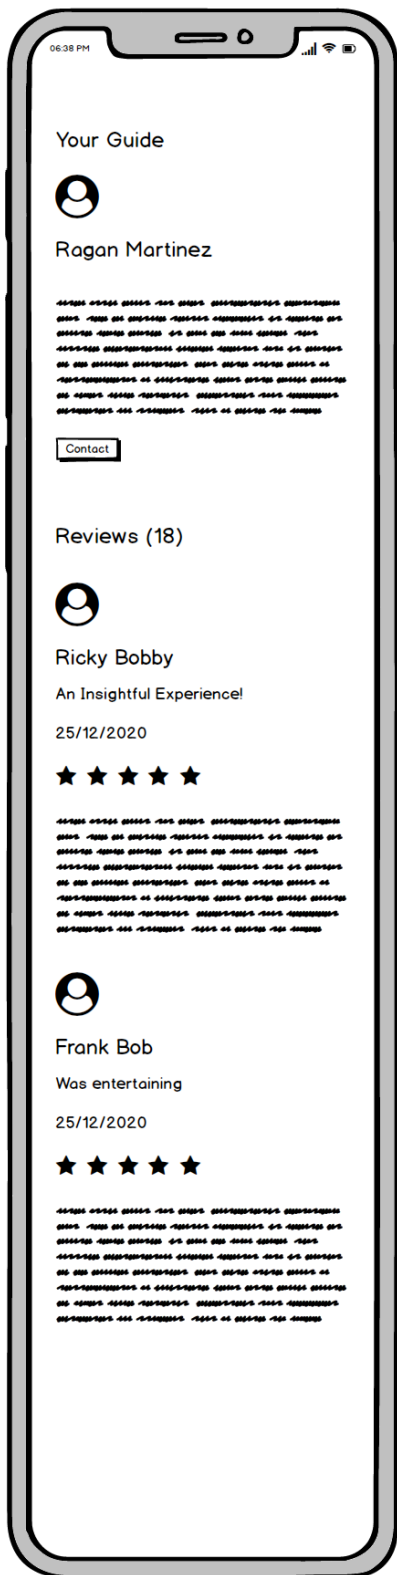 06:38 PM
Your Guide
Ragan Martinez
Contact
Reviews (18)
Ricky Bobby
An Insightful Experience!
25/12/2020
Frank Bob
Was entertaining
25/12/2020